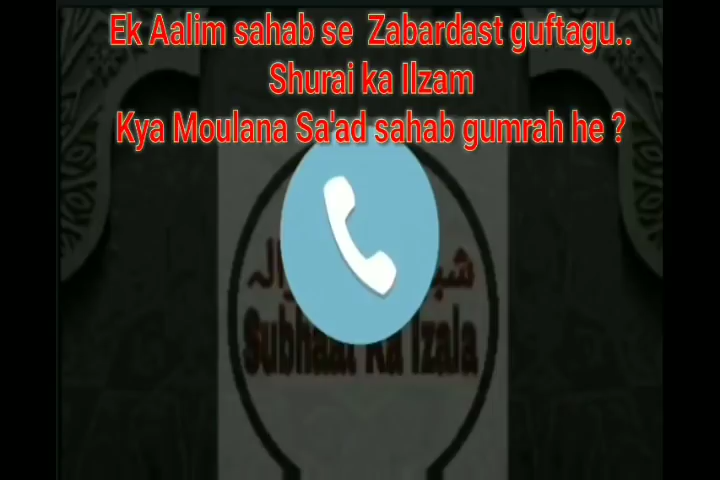 Ek Aalim sahab se Zabardast guftagu..
Shurai ka Ilzam
Kya Moulana Sa'ad sahab gumrah he ?
Subhaat Ka Izala